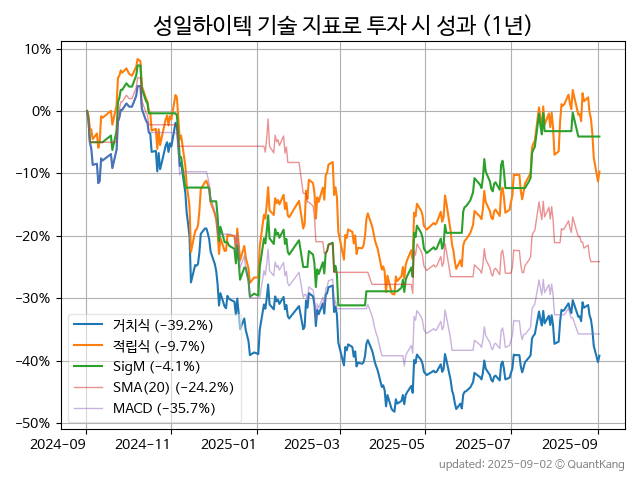 성일하이텍 기술 지표로 투자 시 성과 (1년)
10%
0%
−10%
−20%
−30%
−40%
−50%
거치식 (−39.2%)
적립식 (−9.7%)
SigM (−4.1%)
SMA(20) (−24.2%)
MACD (−35.7%)
2024-09 2024-11 2025-01 2025-03 2025-05 2025-07 2025-09
updated: 2025-09-02 © QuantKang